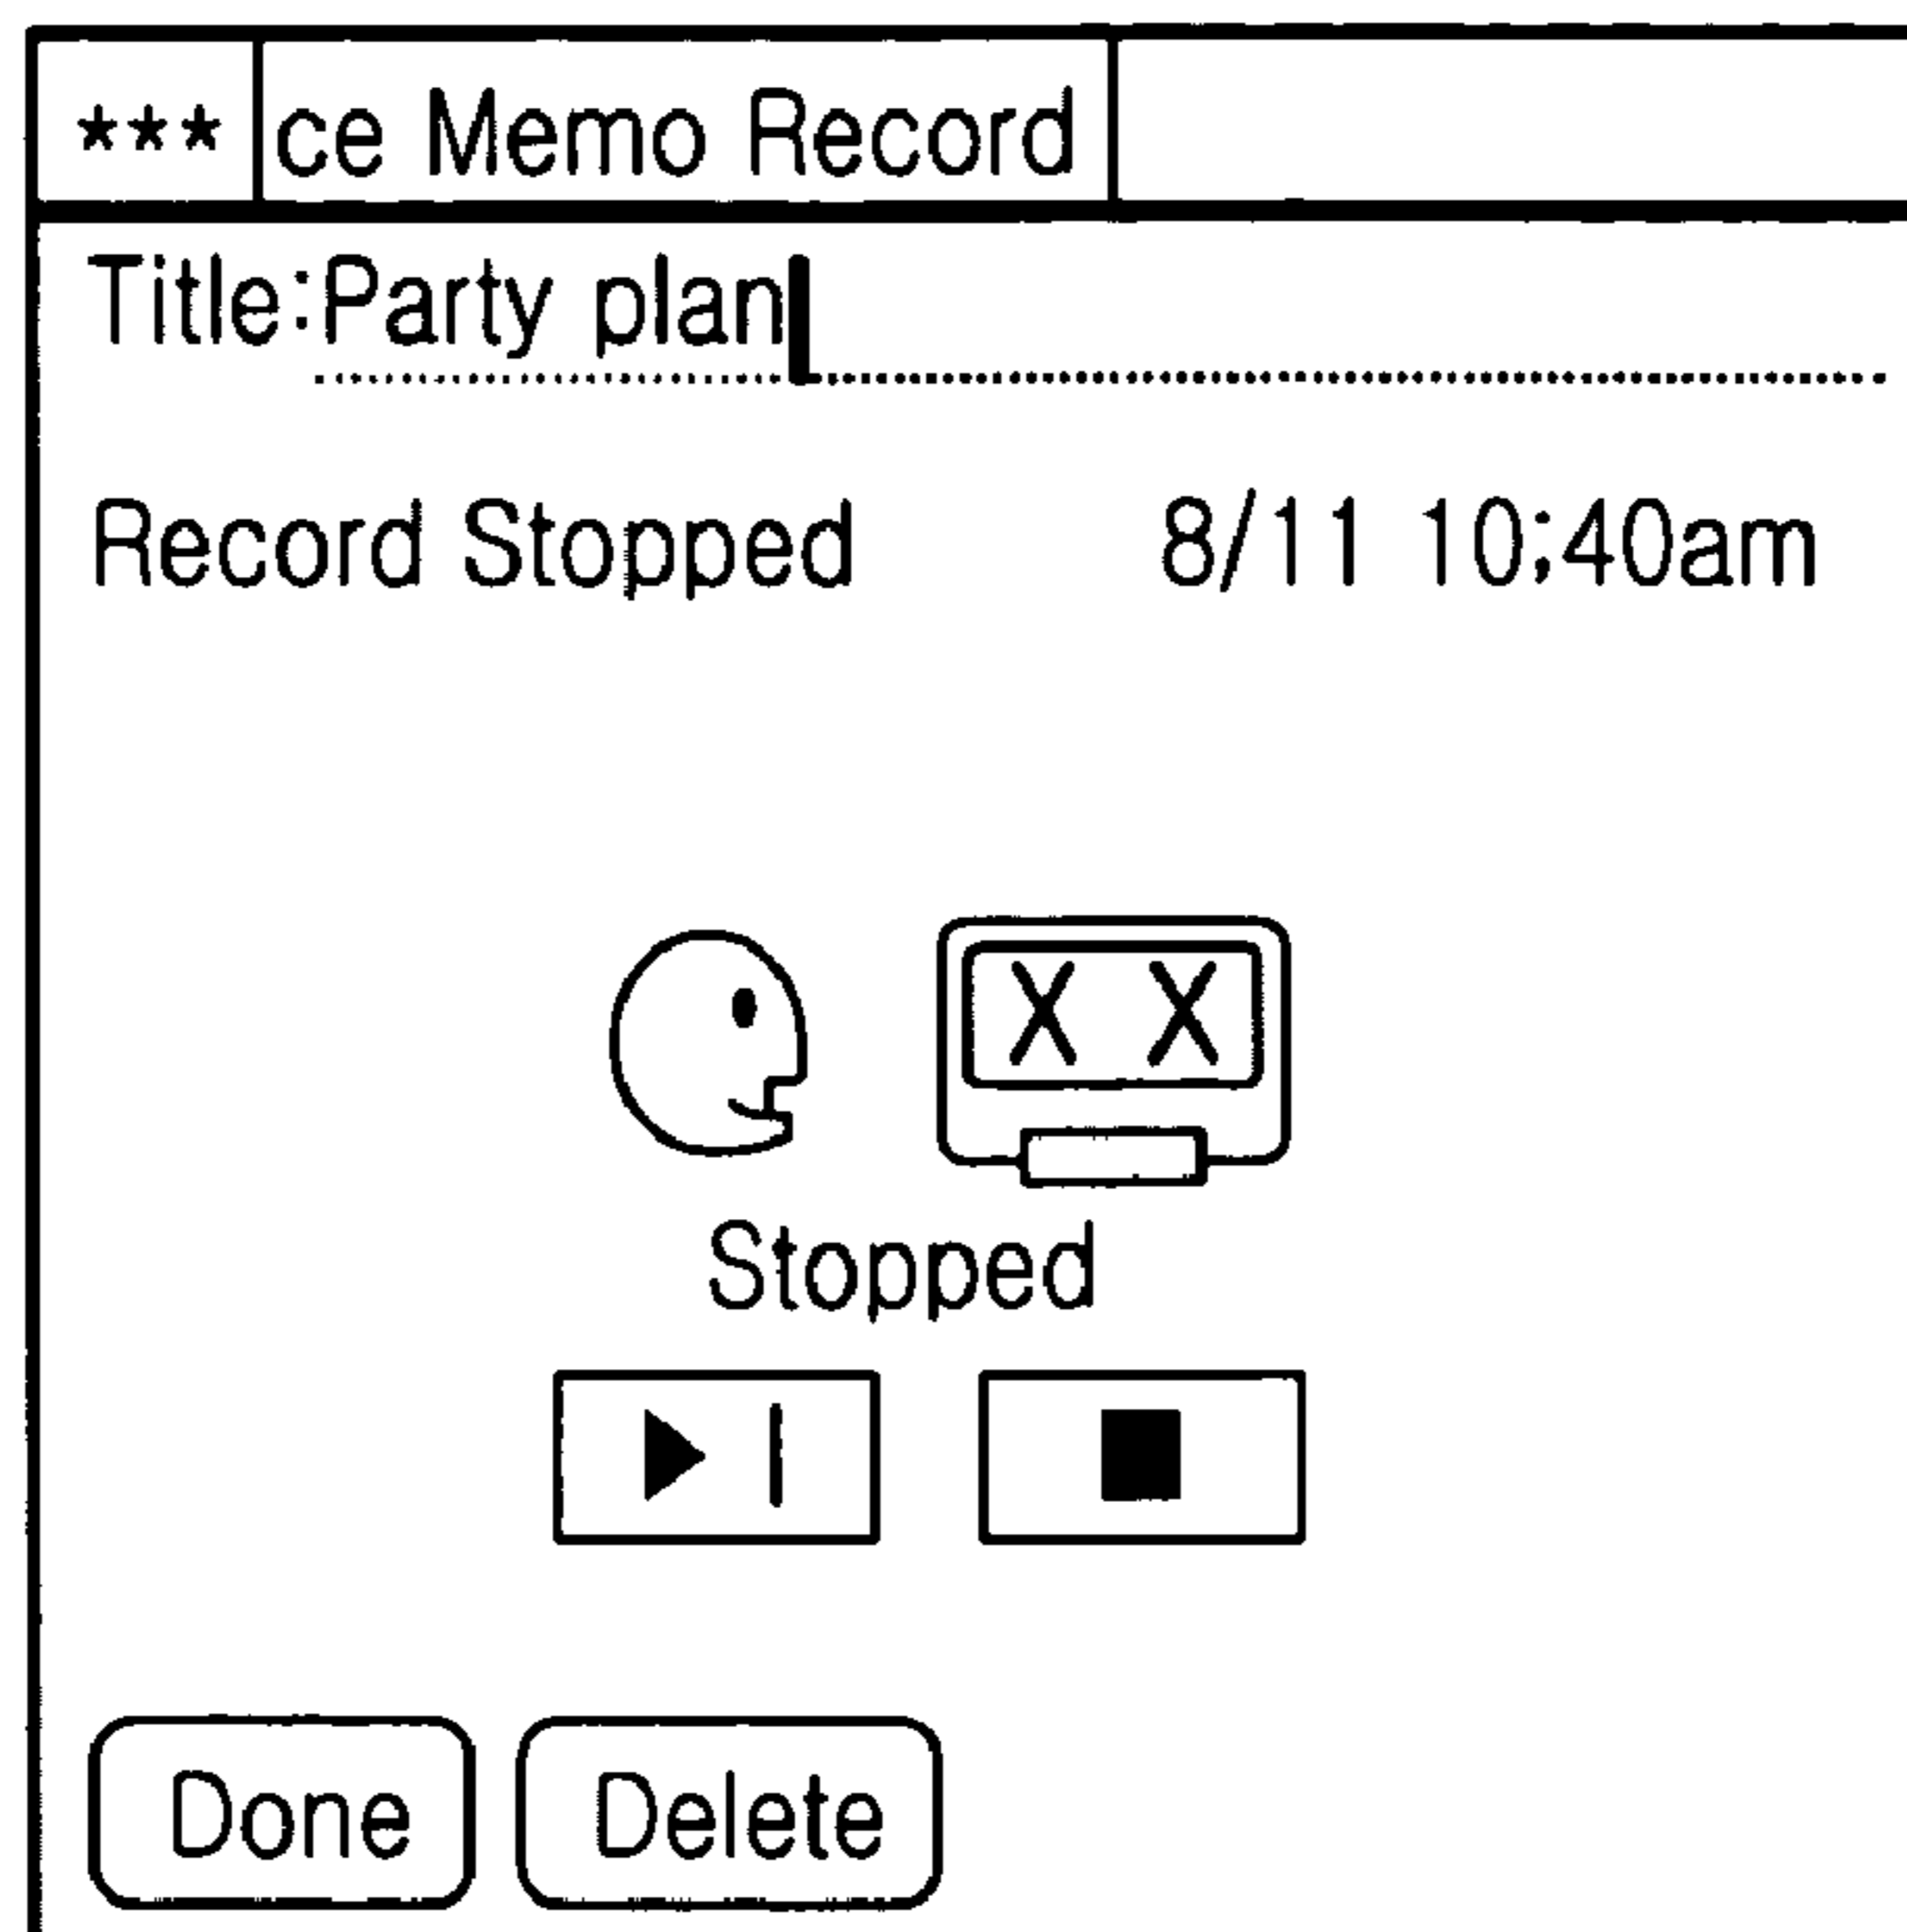 *** ce Memo Record
Title:Party plan
Record Stopped 8/11 10;40am
X X
Stopped
Done Delete